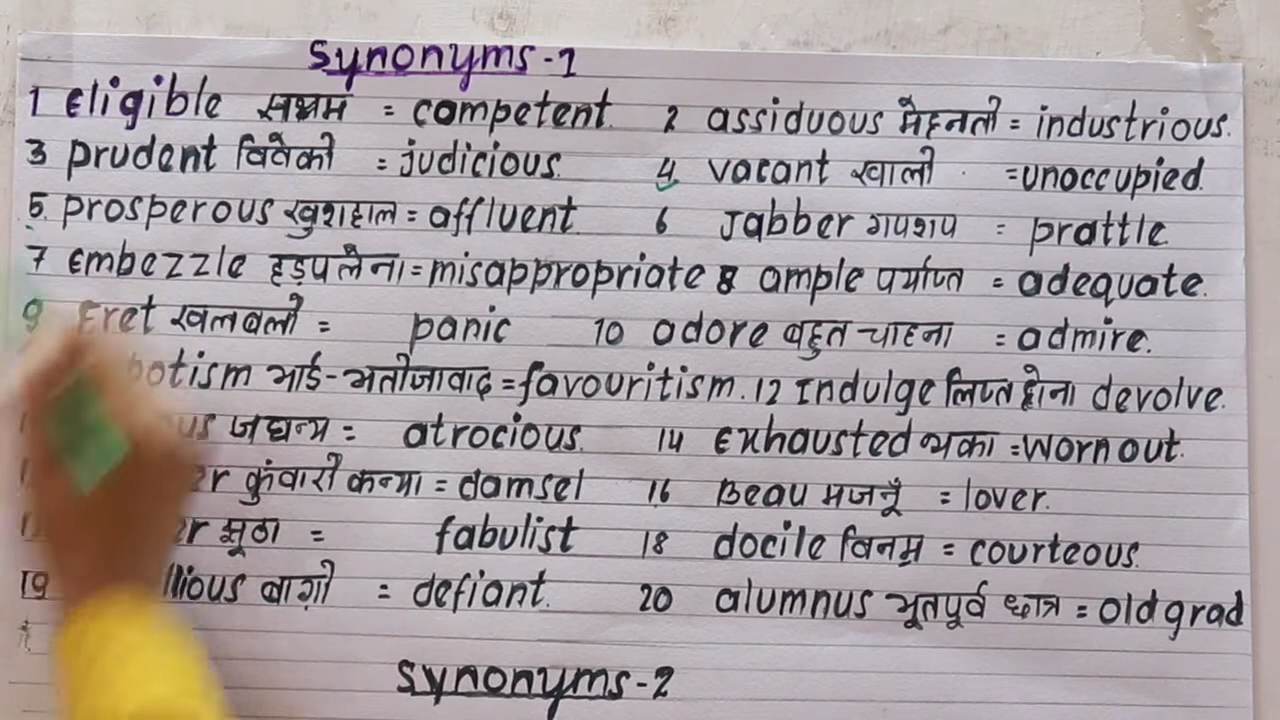 Synonyms-1
1 Eligible सक्षम = competent. 2 assiduous मेहनती = industrious.
3 prudent विवेकी = judicious. 4 vacant खाली = unoccupied.
5. prosperous खुशहाल = affluent. 6 Jabber गपशप = prattle.
7 Embezzle हड़पलेना = misappropriate 8 ample पर्याप्त = adequate.
9 Fret खलबली = panic 10 adore बहुत चाहना = admire.
potism भाई-भतीजावाद = favouritism. 12 Indulge लिप्त होना devolve.
us जघन्य = atrocious. 14 Exhausted थका = worn out.
er कुंवारी कन्या = damsel 16 Beau मजनूँ = lover.
er झूठा = fabulist 18 docile विनम्र = courteous.
19 llious बाग़ी = defiant. 20 alumnus भूतपूर्व छात्र = old grad
Synonyms-2